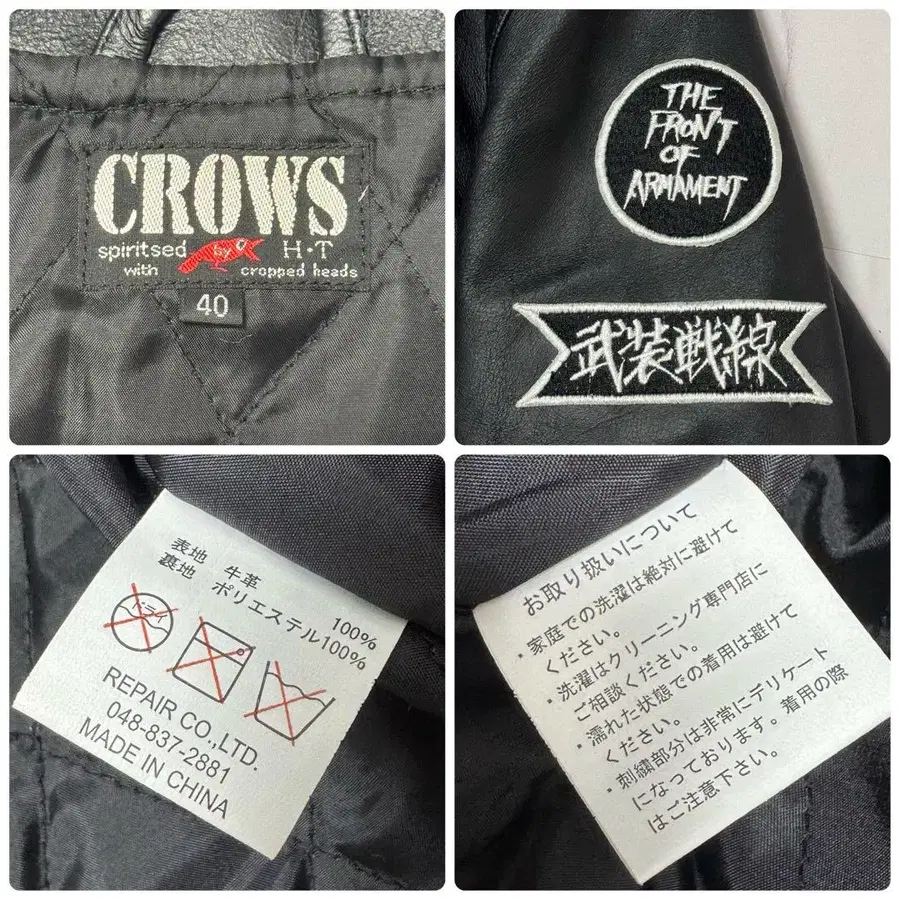 CROWS
spiritsed by H·T
with cropped heads
40
THE
FRONT
OF
ARMAMENT
武装戦線
表地 牛革 100%
裏地 ポリエステル100%
ドライ
REPAIR CO.,LTD.
048-837-2881
MADE IN CHINA
お取り扱いについて
・家庭での洗濯は絶対に避けて
ください。
・洗濯はクリーニング専門店に
ご相談ください。
・濡れた状態での着用は避けて
ください。
・刺繍部分は非常にデリケート
になっております。着用の際
はご注意下さい。